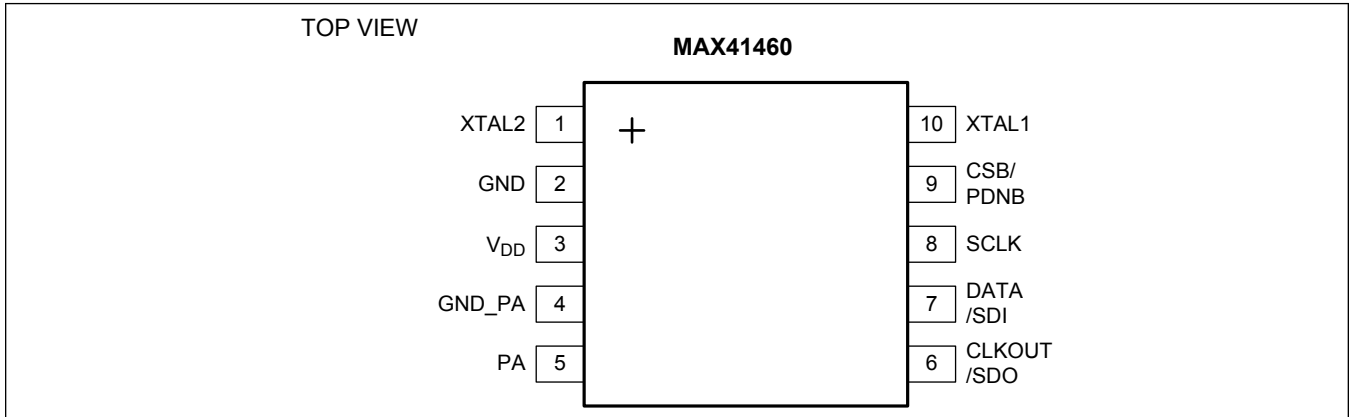 TOP VIEW
MAX41460
XTAL2 1
GND 2
VDD 3
GND_PA 4
PA 5
+
10 XTAL1
9 CSB/
PDNB
8 SCLK
7 DATA
/SDI
6 CLKOUT
/SDO